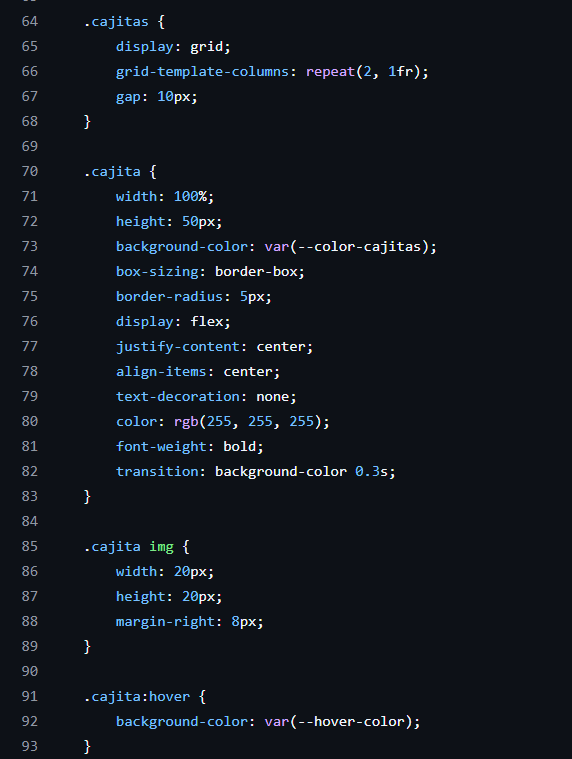 64 .cajitas {
65 display: grid;
66 grid-template-columns: repeat(2, 1fr);
67 gap: 10px;
68 }
69
70 .cajita {
71 width: 100%;
72 height: 50px;
73 background-color: var(--color-cajitas);
74 box-sizing: border-box;
75 border-radius: 5px;
76 display: flex;
77 justify-content: center;
78 align-items: center;
79 text-decoration: none;
80 color: rgb(255, 255, 255);
81 font-weight: bold;
82 transition: background-color 0.3s;
83 }
84
85 .cajita img {
86 width: 20px;
87 height: 20px;
88 margin-right: 8px;
89 }
90
91 .cajita:hover {
92 background-color: var(--hover-color);
93 }